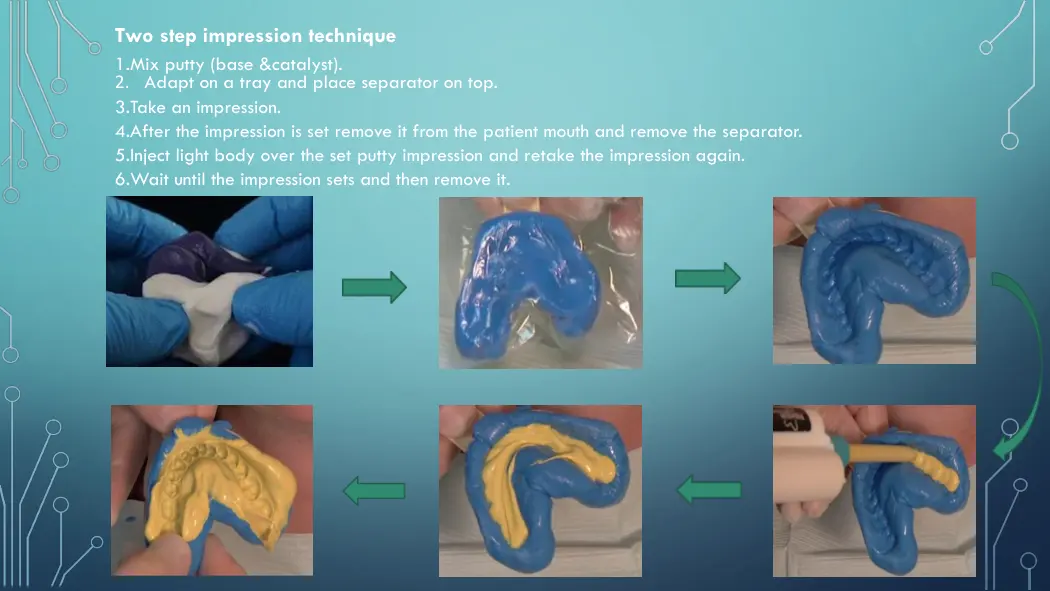 Two step impression technique
1.Mix putty (base &catalyst).
2. Adapt on a tray and place separator on top.
3.Take an impression.
4.After the impression is set remove it from the patient mouth and remove the separator.
5.Inject light body over the set putty impression and retake the impression again.
6.Wait until the impression sets and then remove it.